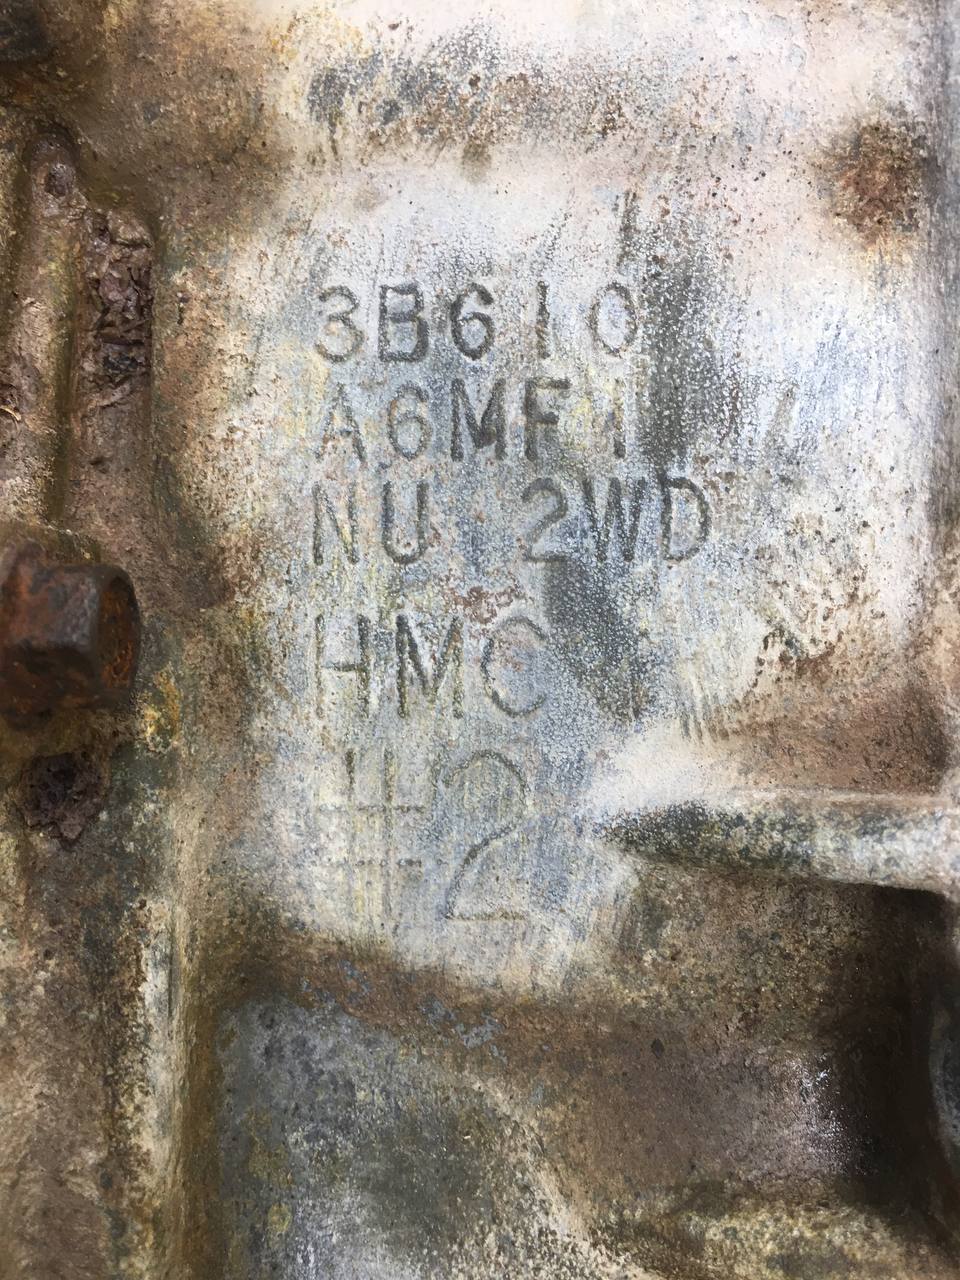 3B610
A6MF1
NU 2WD
HMC
#2